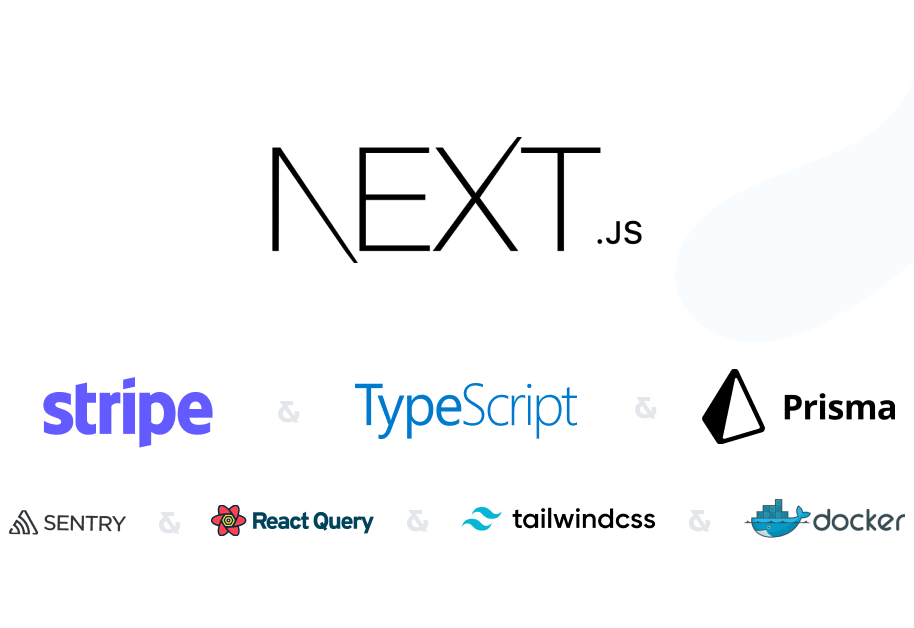 NEXT.JS
stripe & TypeScript & Prisma
SENTRY & React Query & tailwindcss & docker